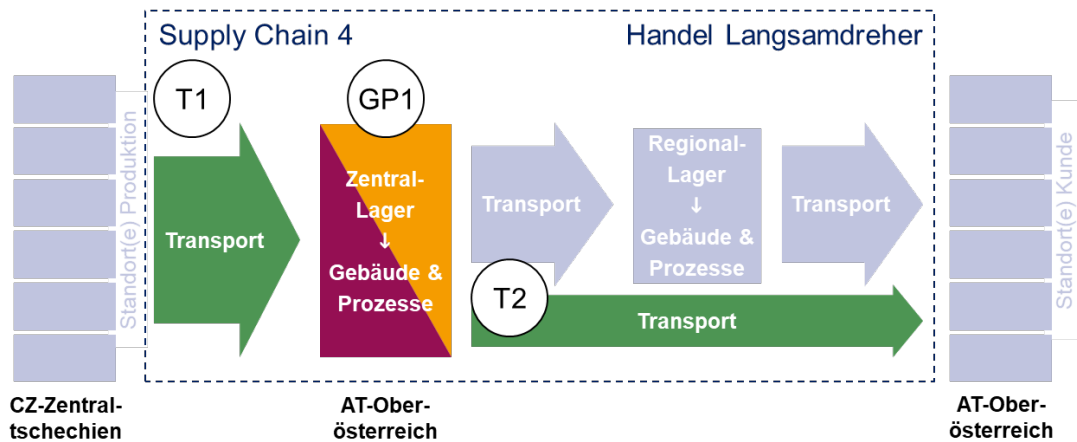 Supply Chain 4
Handel Langsamdreher
Standort(e) Produktion
T1
Transport
GP1
Zentral-
Lager
↓
Gebäude &
Prozesse
Transport
Regional-
Lager
↓
Gebäude &
Prozesse
Transport
T2
Transport
Standort(e) Kunde
CZ-Zentral-
tschechien
AT-Ober-
österreich
AT-Ober-
österreich